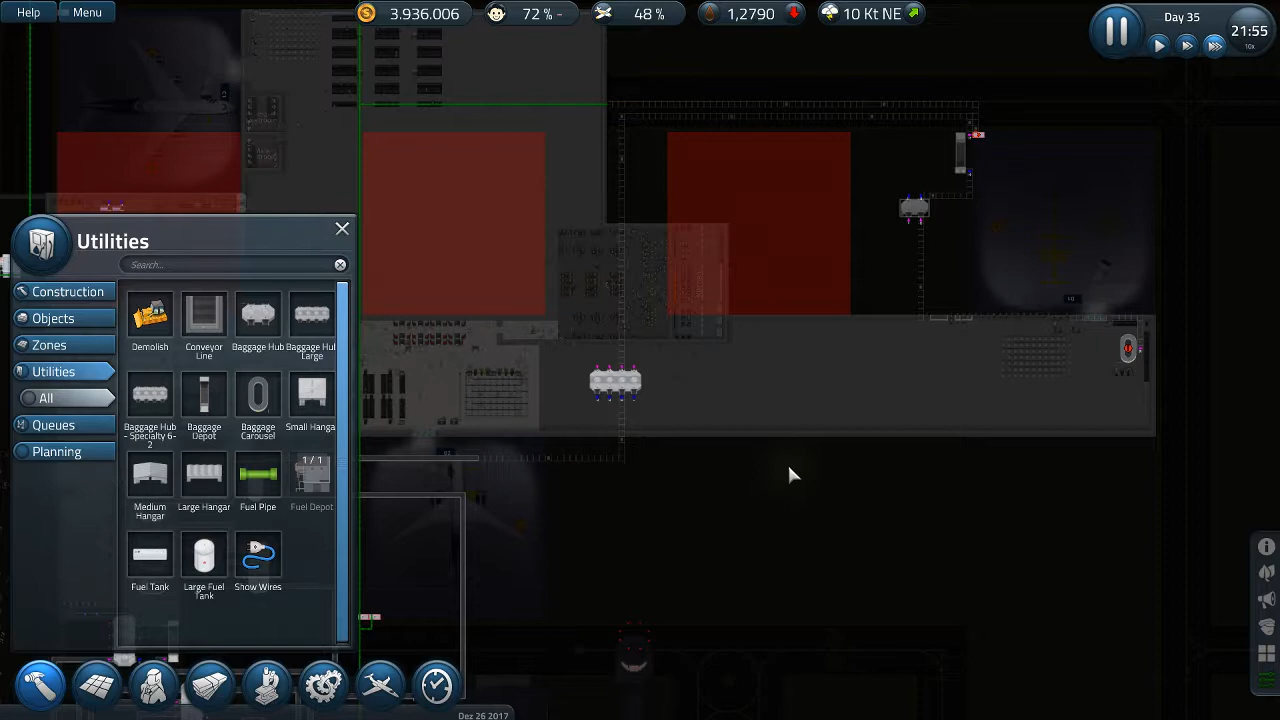 Help
Menu
3.936.006
72 % -
48 %
1,2790
10 Kt NE
Day 35
21:55
10x
Utilities
Search...
Construction
Objects
Zones
Utilities
All
Queues
Planning
Demolish
Conveyor Line
Baggage Hub
Baggage Hub Large
Baggage Hub - Specialty 6-2
Baggage Depot
Baggage Carousel
Small Hanga
Medium Hangar
Large Hangar
Fuel Pipe
1 / 1
Fuel Depot
Fuel Tank
Large Fuel Tank
Show Wires
Dez 26 2017